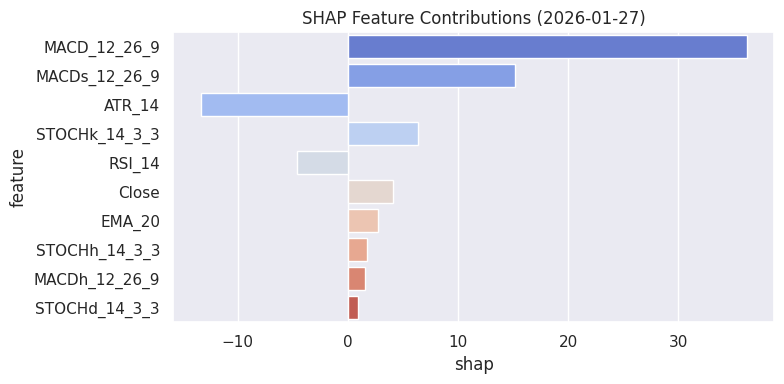 SHAP Feature Contributions (2026-01-27)
MACD_12_26_9
MACDs_12_26_9
ATR_14
STOCHk_14_3_3
RSI_14
Close
EMA_20
STOCHh_14_3_3
MACDh_12_26_9
STOCHd_14_3_3
feature
−10 0 10 20 30
shap